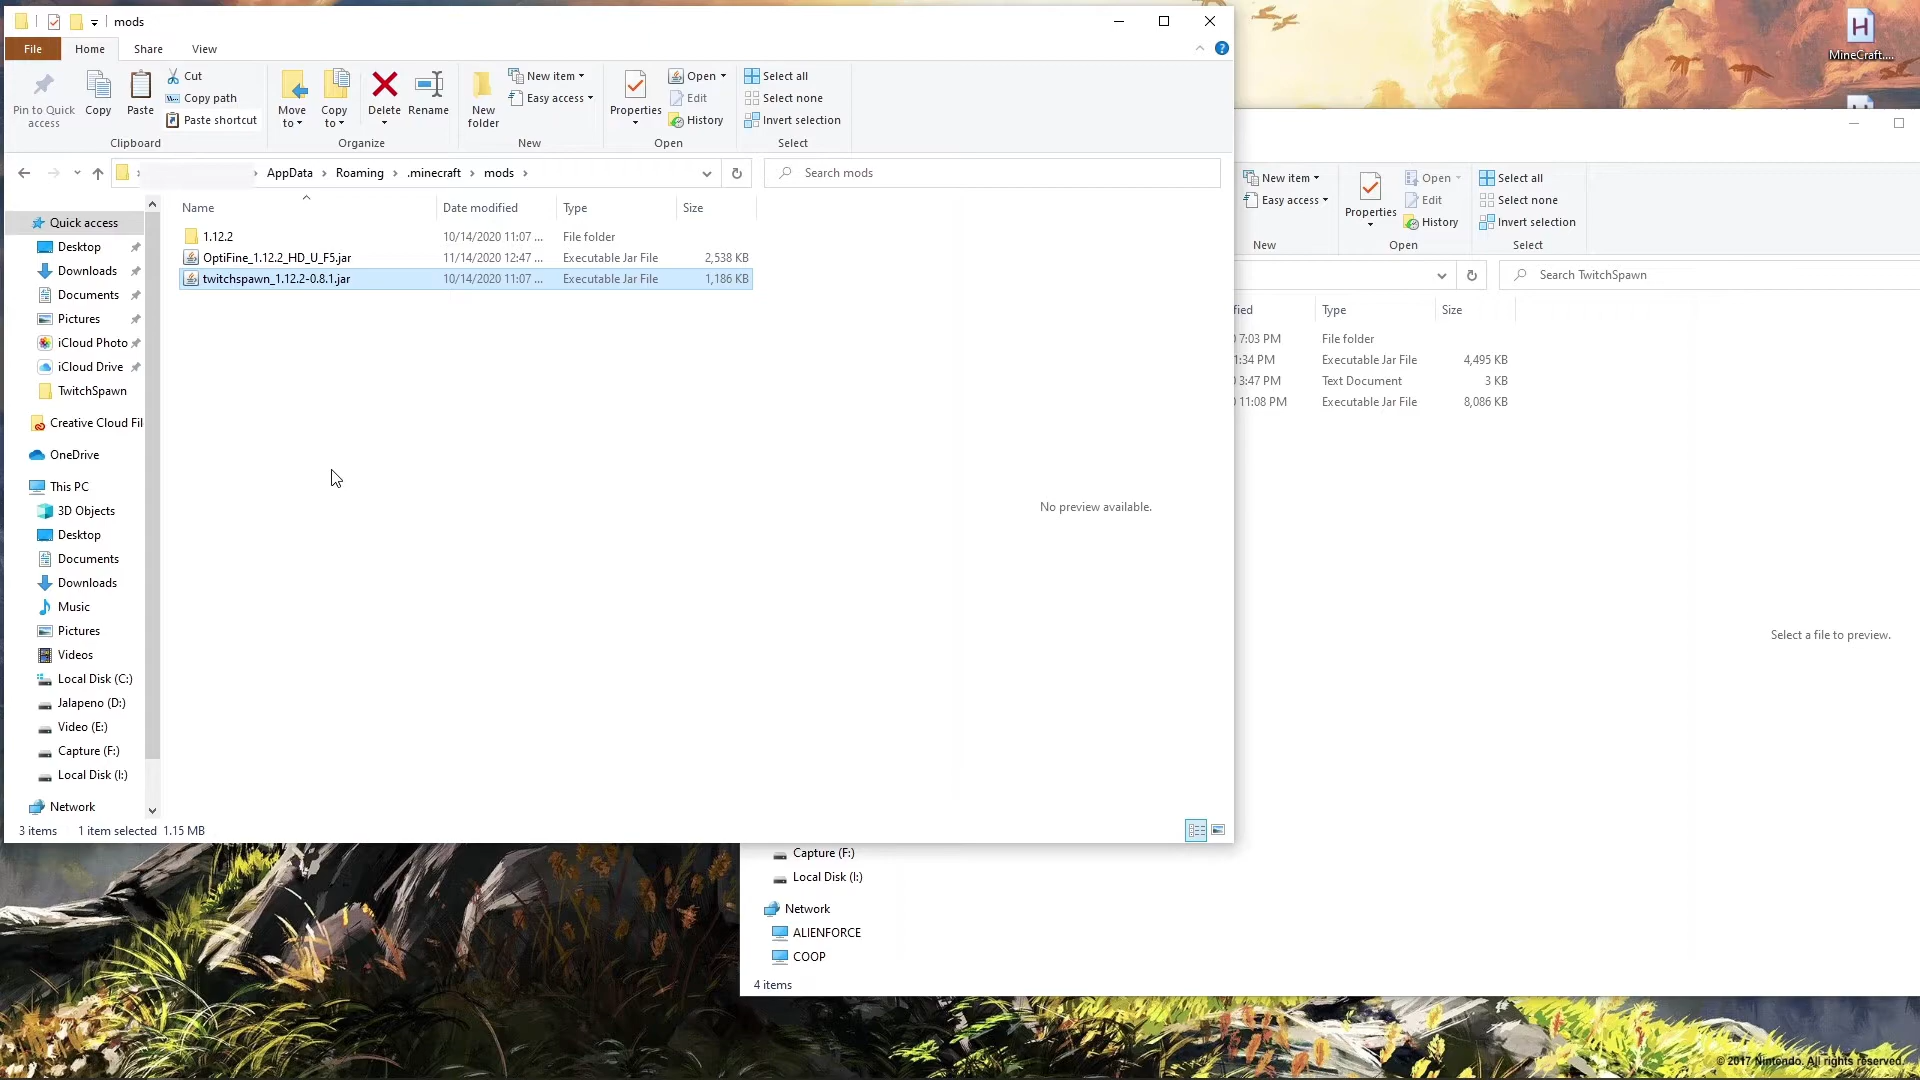 mods
File
Home
Share
View
Pin to Quick
access
Copy
Paste
Cut
Copy path
Paste shortcut
Clipboard
Move
to
Copy
to
Delete
Rename
Organize
New
folder
New item
Easy access
New
Properties
Open
Edit
History
Open
Select all
Select none
Invert selection
Select
AppData > Roaming > .minecraft > mods >
Search mods
Quick access
Desktop
Downloads
Documents
Pictures
iCloud Photo
iCloud Drive
TwitchSpawn
Creative Cloud Fil
OneDrive
This PC
3D Objects
Desktop
Documents
Downloads
Music
Pictures
Videos
Local Disk (C:)
Jalapeno (D:)
Video (E:)
Capture (F:)
Local Disk (I:)
Network
Name Date modified Type Size
1.12.2 10/14/2020 11:07 ... File folder
OptiFine_1.12.2_HD_U_F5.jar 11/14/2020 12:47 ... Executable Jar File 2,538 KB
twitchspawn_1.12.2-0.8.1.jar 10/14/2020 11:07 ... Executable Jar File 1,186 KB
No preview available.
3 items 1 item selected 1.15 MB
MineCraft....
New item
Easy access
New
Properties
Open
Edit
History
Open
Select all
Select none
Invert selection
Select
Search TwitchSpawn
fied Type Size
7:03 PM File folder
1:34 PM Executable Jar File 4,495 KB
3:47 PM Text Document 3 KB
11:08 PM Executable Jar File 8,086 KB
Select a file to preview.
Capture (F:)
Local Disk (I:)
Network
ALIENFORCE
COOP
4 items
© 2017 Nintendo. All rights reserved.